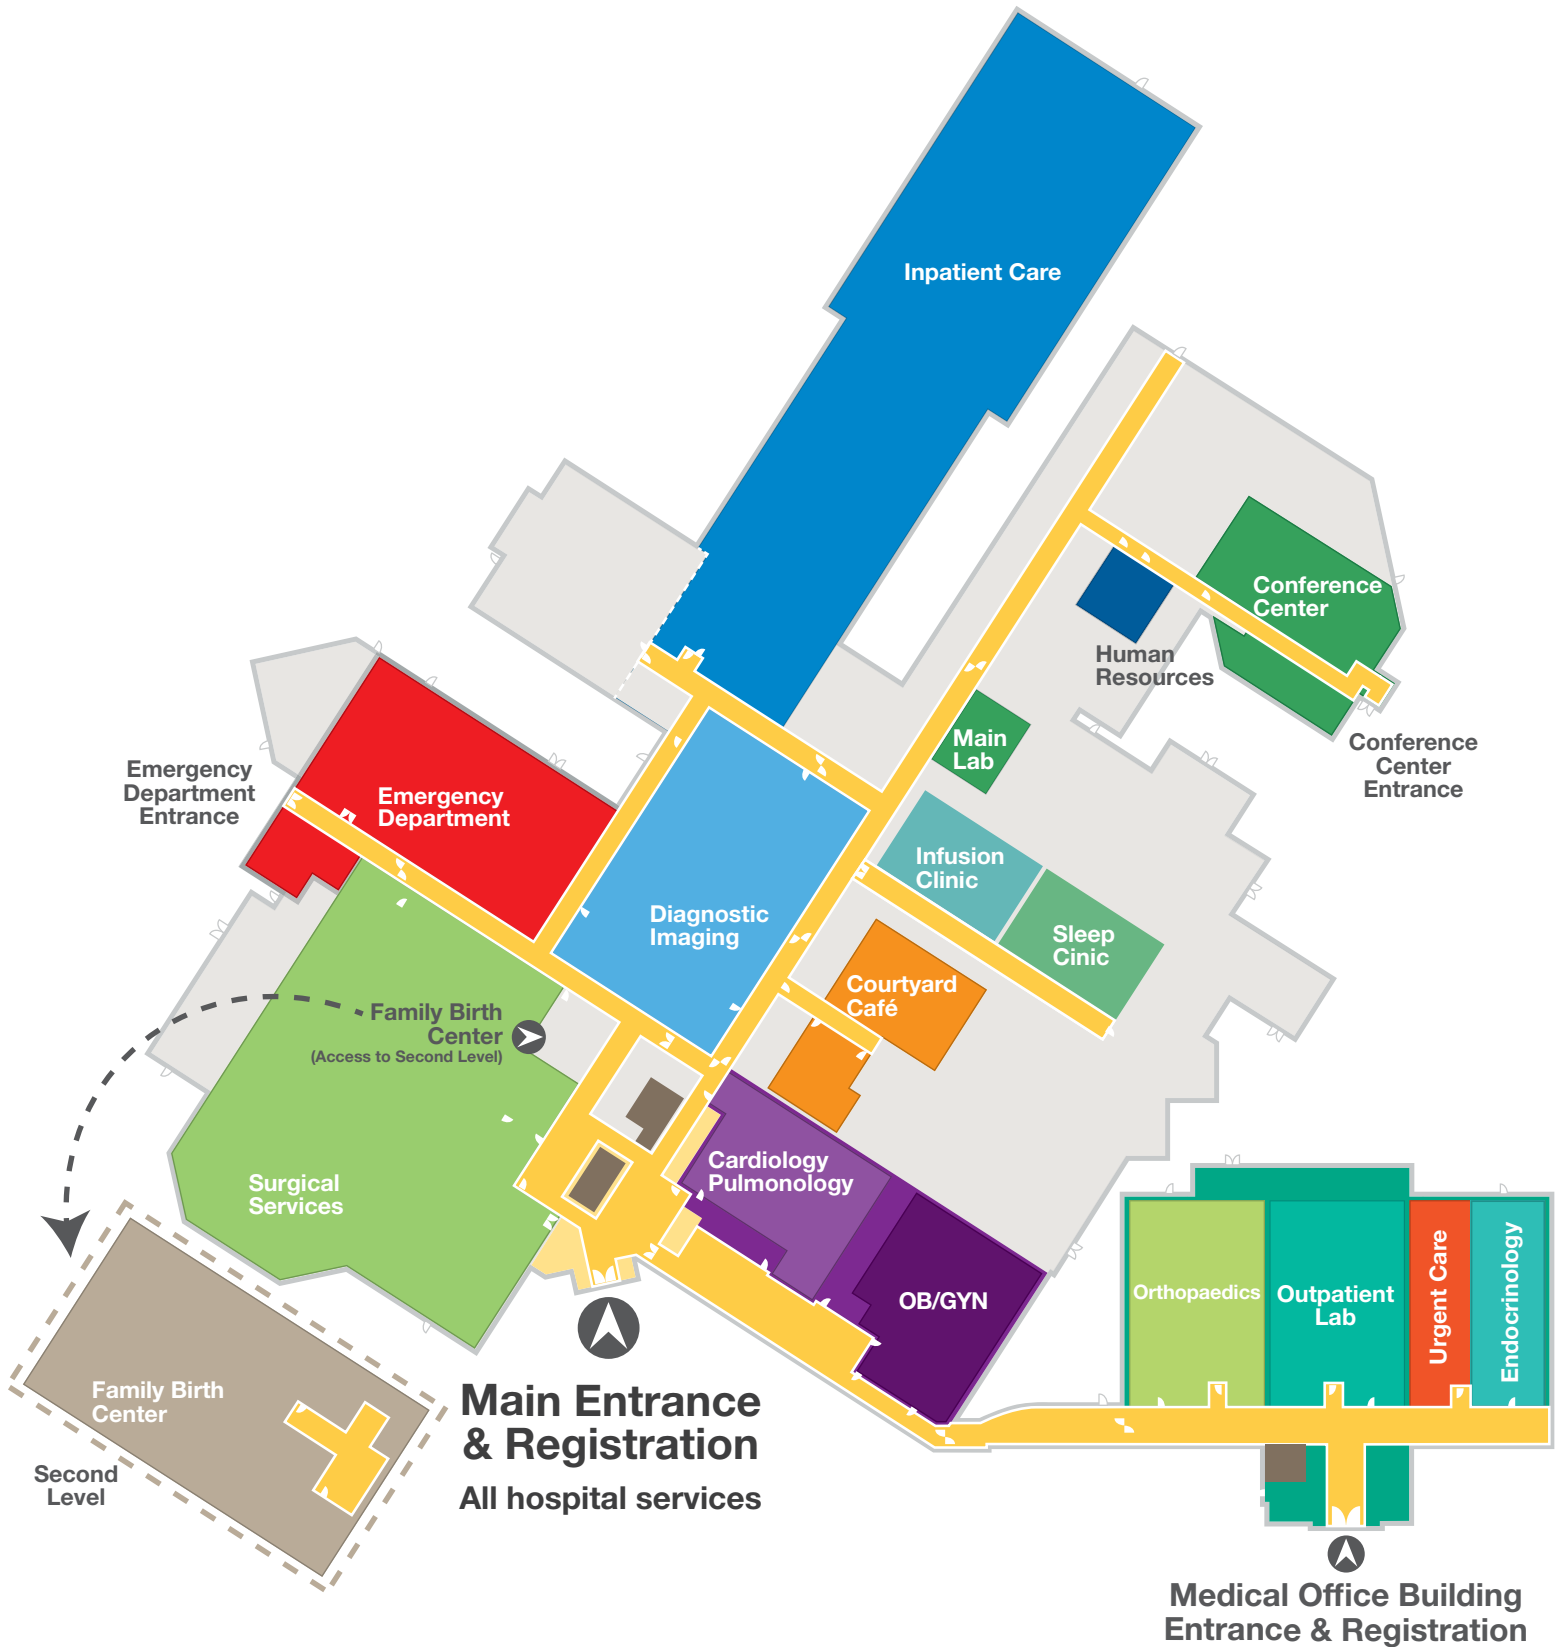 Inpatient Care
Conference
Center
Human
Resources
Main
Lab
Conference
Center
Entrance
Emergency
Department
Entrance
Emergency
Department
Infusion
Clinic
Diagnostic
Imaging
Sleep
Cinic
Courtyard
Café
Family Birth
Center
(Access to Second Level)
Cardiology
Pulmonology
Surgical
Services
OB/GYN
Orthopaedics
Outpatient
Lab
Urgent Care
Endocrinology
Family Birth
Center
Second
Level
Main Entrance
& Registration
All hospital services
Medical Office Building
Entrance & Registration